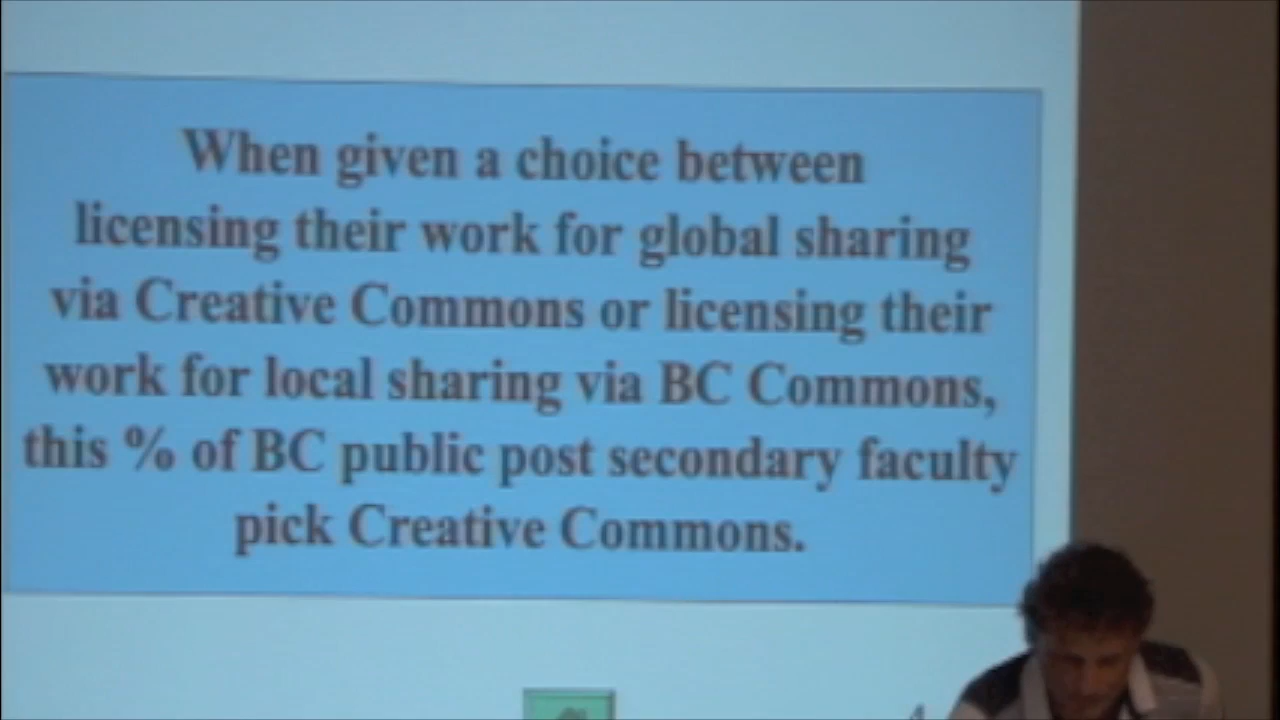 When given a choice between
licensing their work for global sharing
via Creative Commons or licensing their
work for local sharing via BC Commons,
this % of BC public post secondary faculty
pick Creative Commons.